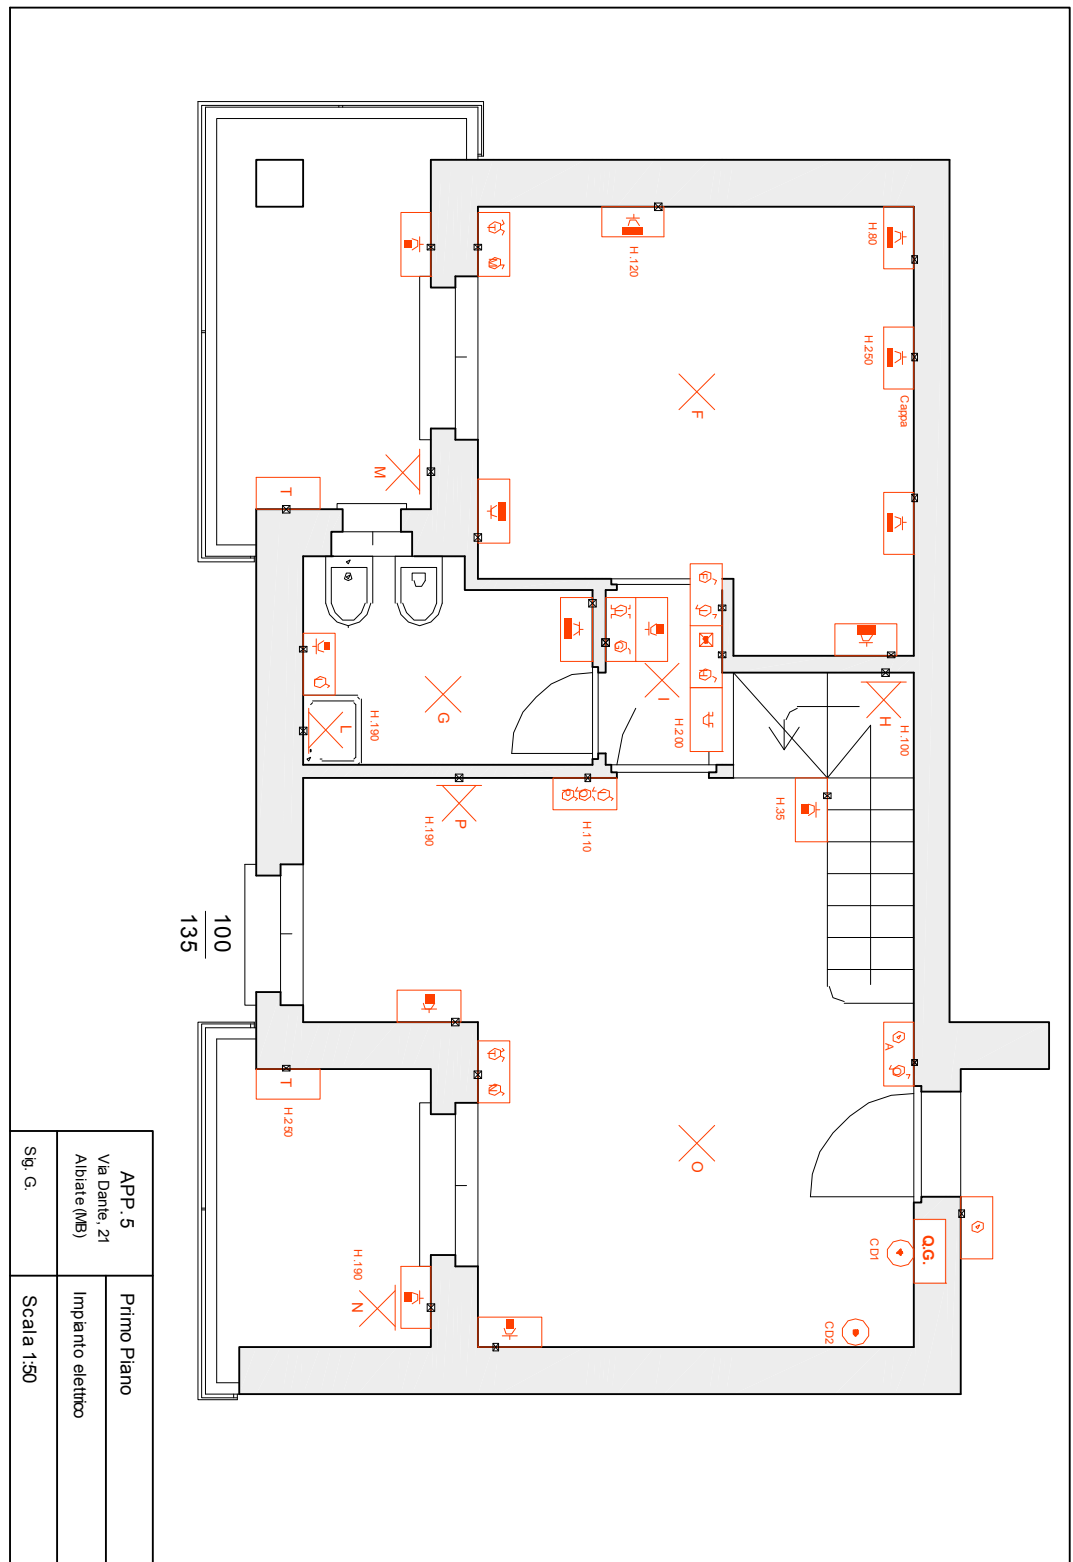 H.80
H.120
H.250
Cappa
F
M
T
T
M
E
L
H
G
H
I
H.200
H
H.100
G
L
H.190
H.35
P
H.190
H.110
100
135
A
O
T
N
T
H.250
O
Q.G.
CD1
CD2
H.190
N
APP. 5
Via Dante, 21
Albiate (MB)
Sig. G.
Primo Piano
Impianto elettrico
Scala 1:50